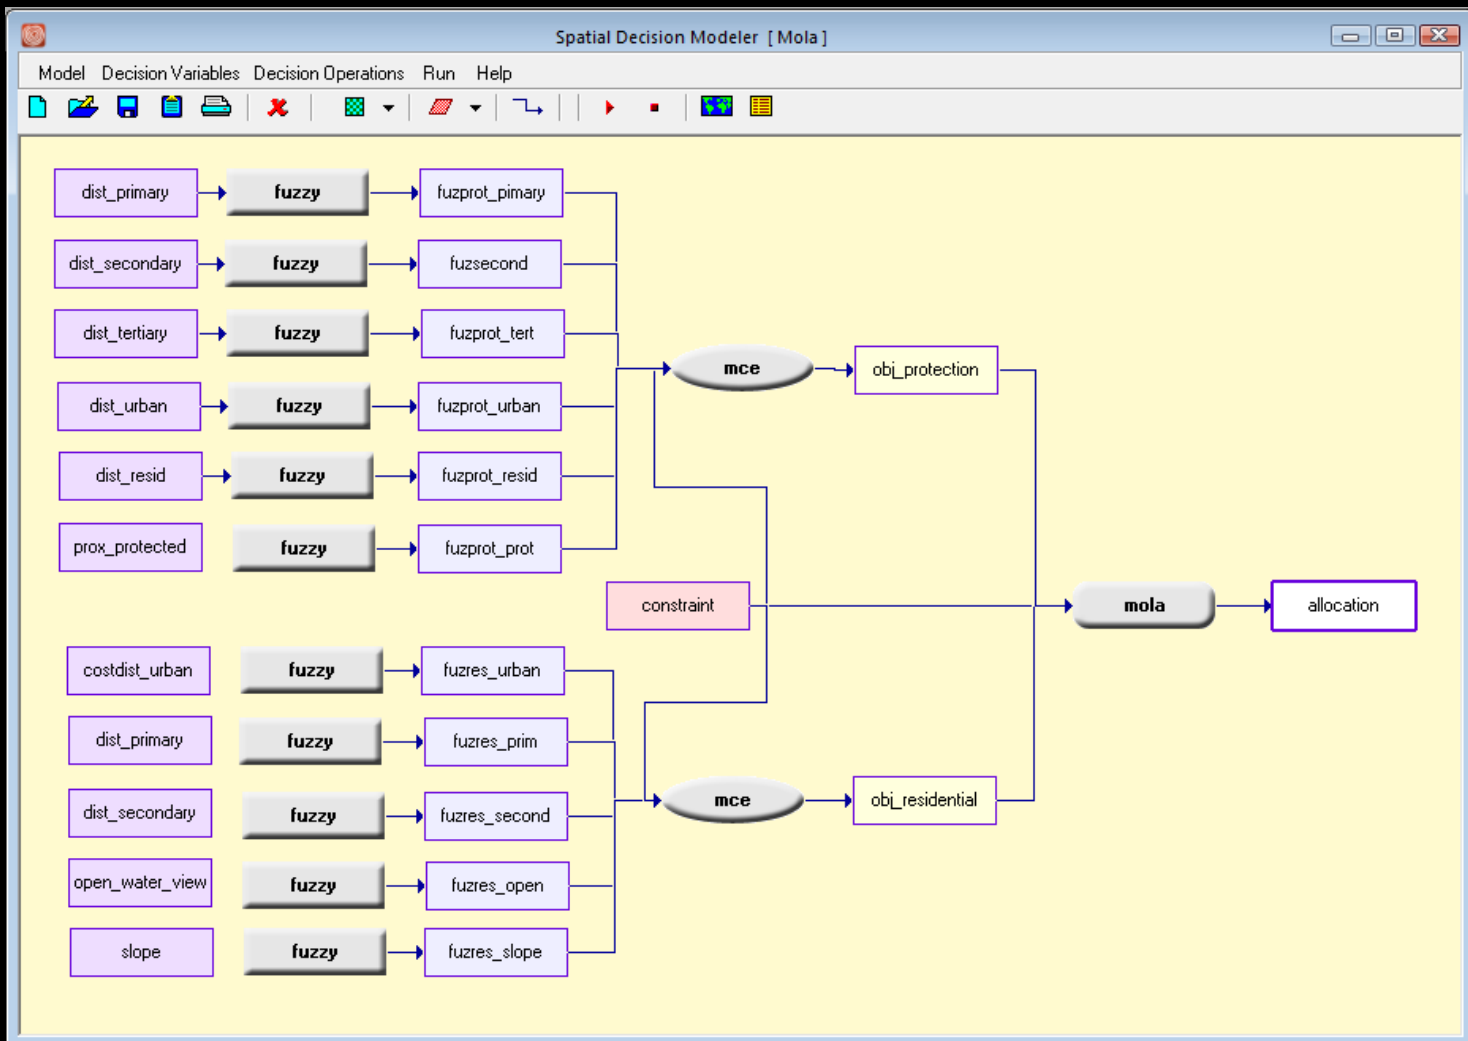 Spatial Decision Modeler [ Mola ]
Model Decision Variables Decision Operations Run Help
dist_primary fuzzy fuzprot_pimary
dist_secondary fuzzy fuzsecond
dist_tertiary fuzzy fuzprot_tert
mce obj_protection
dist_urban fuzzy fuzprot_urban
dist_resid fuzzy fuzprot_resid
prox_protected fuzzy fuzprot_prot
constraint mola allocation
costdist_urban fuzzy fuzres_urban
dist_primary fuzzy fuzres_prim
mce obj_residential
dist_secondary fuzzy fuzres_second
open_water_view fuzzy fuzres_open
slope fuzzy fuzres_slope